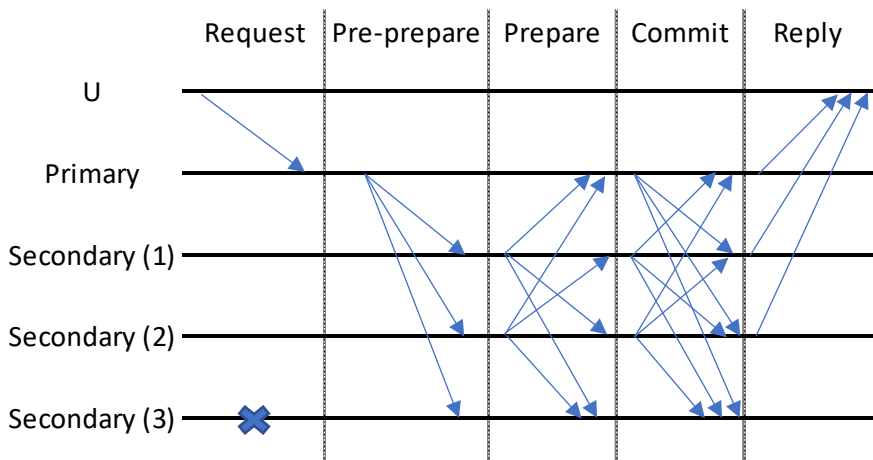 Request Pre-prepare Prepare Commit Reply
U
Primary
Secondary (1)
Secondary (2)
Secondary (3)